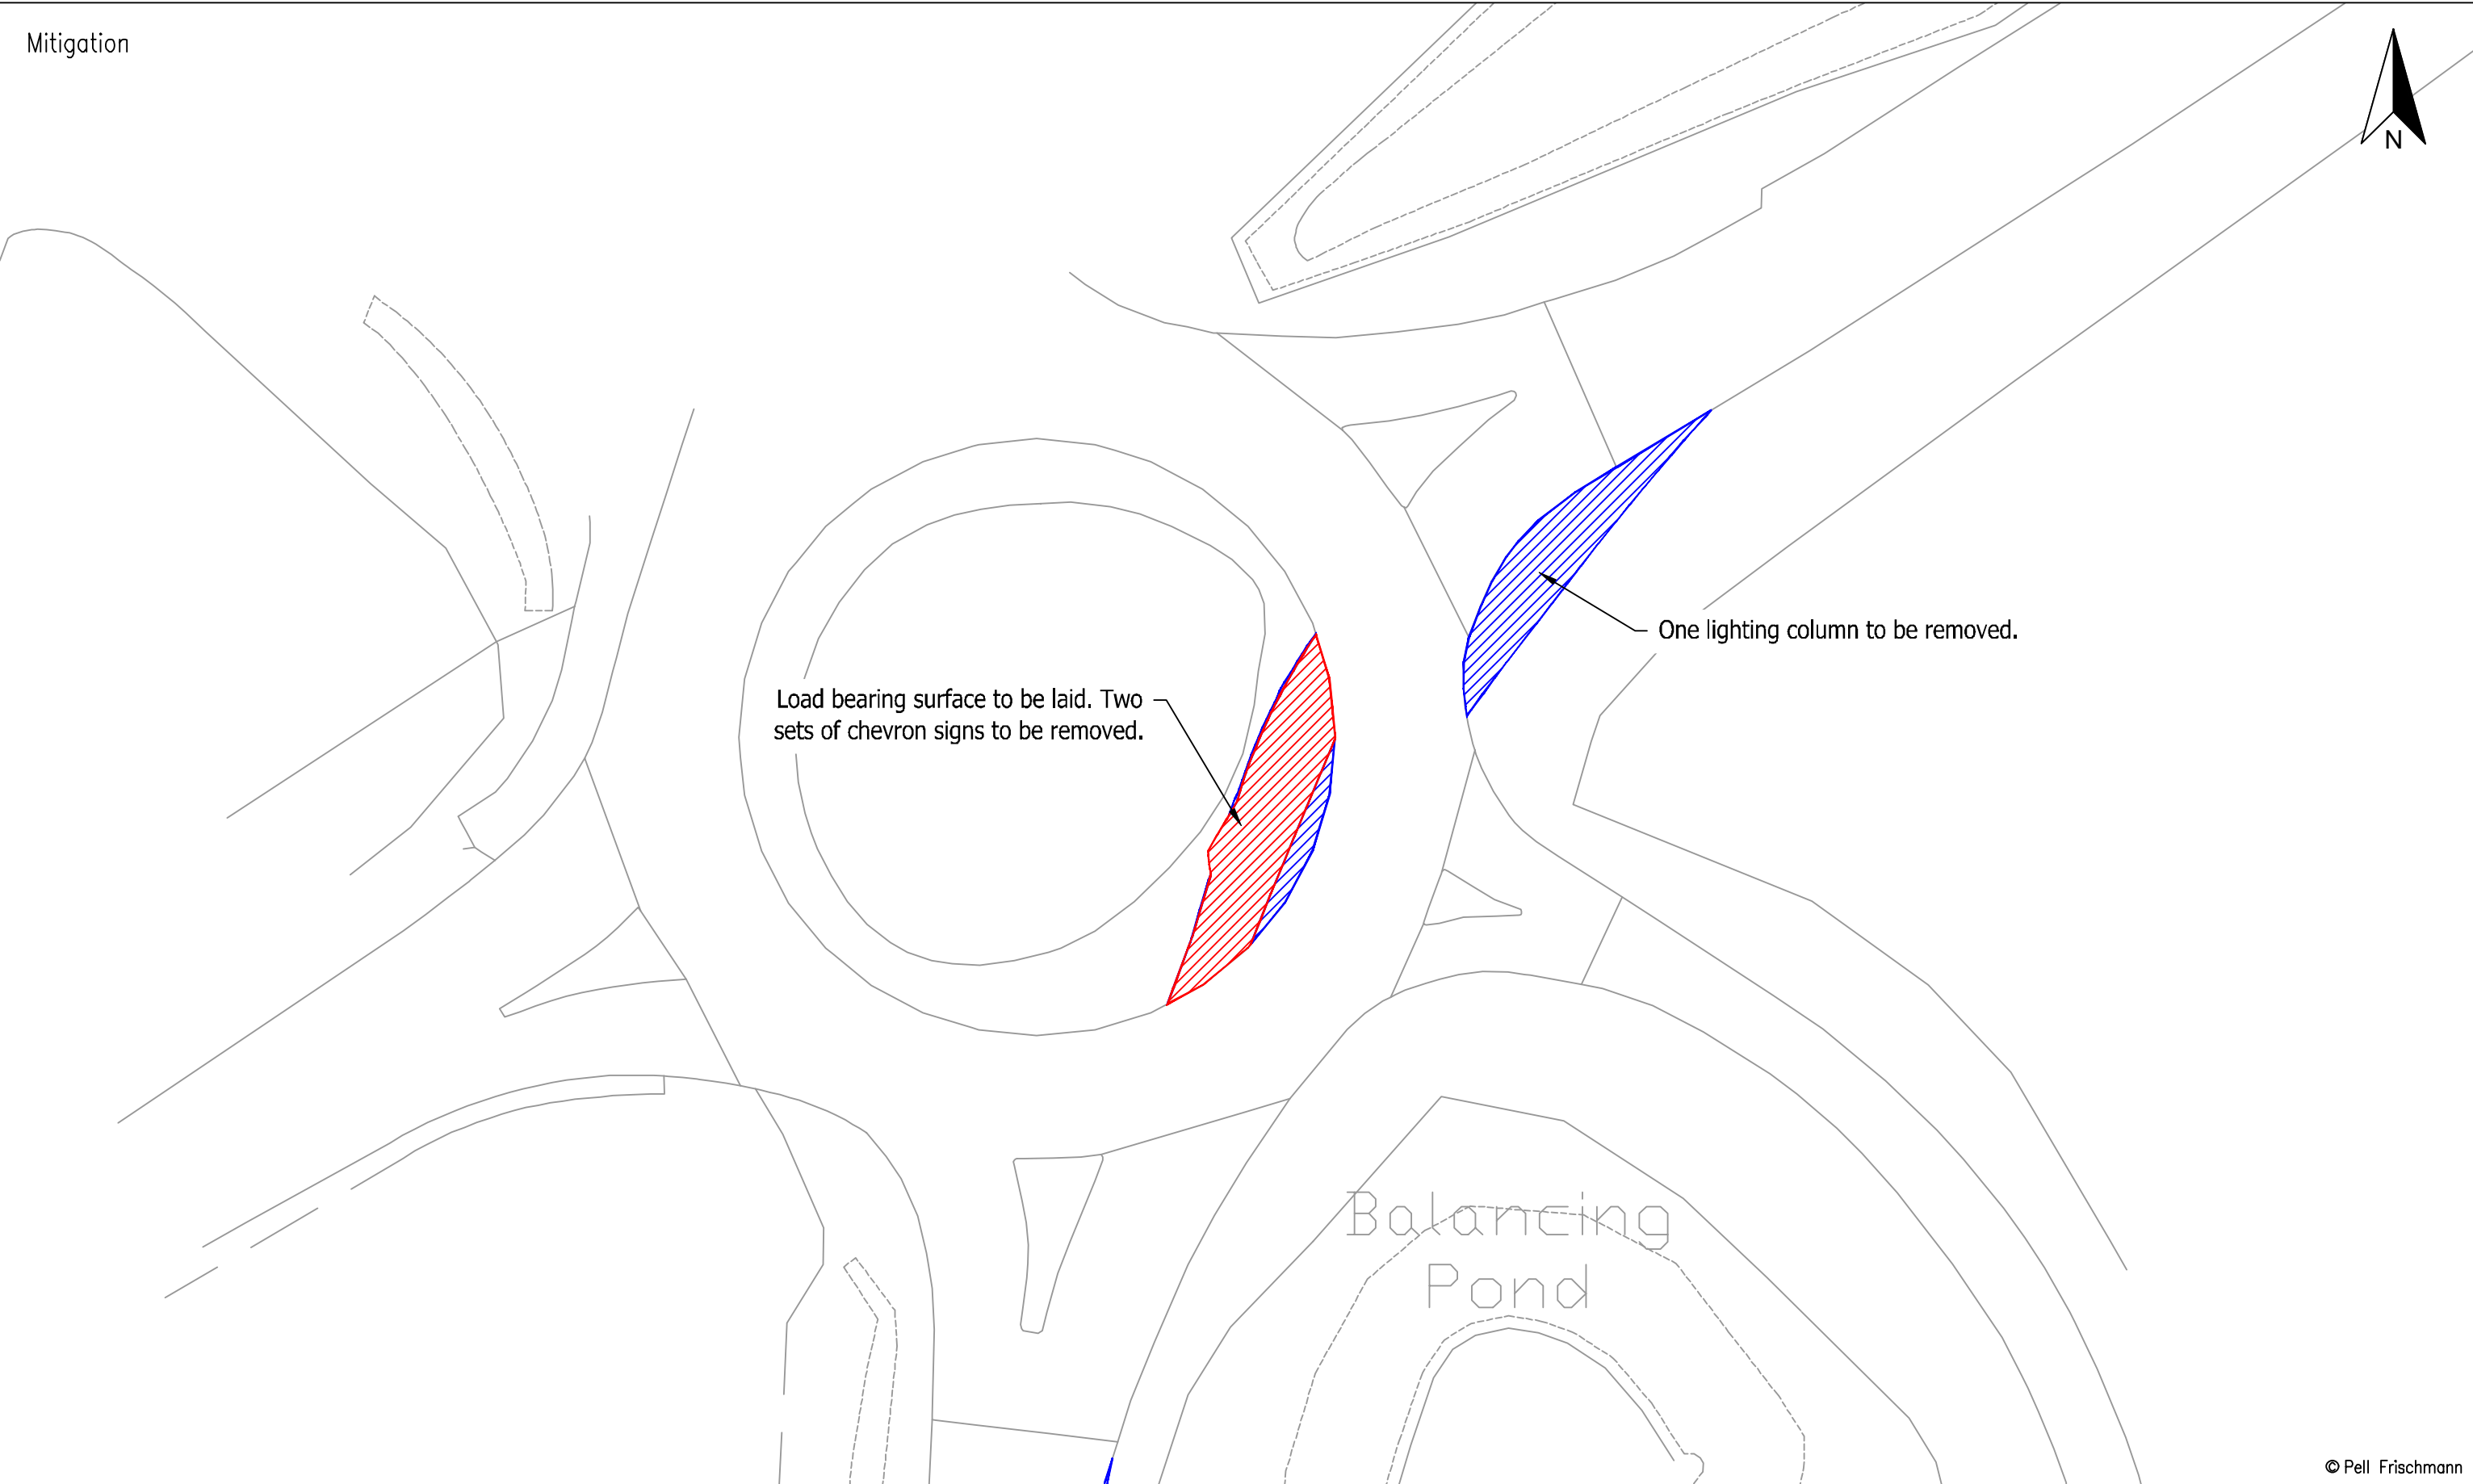 Mitigation
N
One lighting column to be removed.
Load bearing surface to be laid. Two
sets of chevron signs to be removed.
Balancing
Pond
© Pell Frischmann